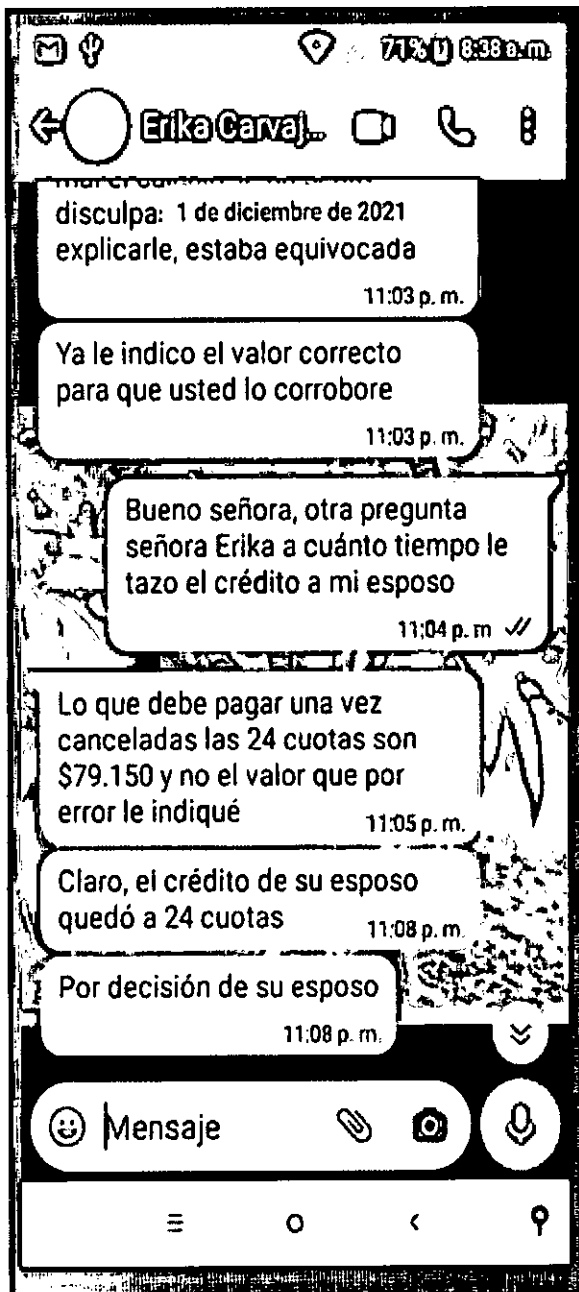 71% 8:38 a.m.
Erika Carvaj...
disculpa: 1 de diciembre de 2021
explicarle, estaba equivocada
11:03 p. m.
Ya le indico el valor correcto
para que usted lo corrobore
11:03 p. m.
Bueno señora, otra pregunta
señora Erika a cuánto tiempo le
tazo el crédito a mi esposo
11:04 p. m
Lo que debe pagar una vez
canceladas las 24 cuotas son
$79.150 y no el valor que por
error le indiqué
11:05 p. m.
Claro, el crédito de su esposo
quedó a 24 cuotas
11:08 p. m.
Por decisión de su esposo
11:08 p. m.
Mensaje